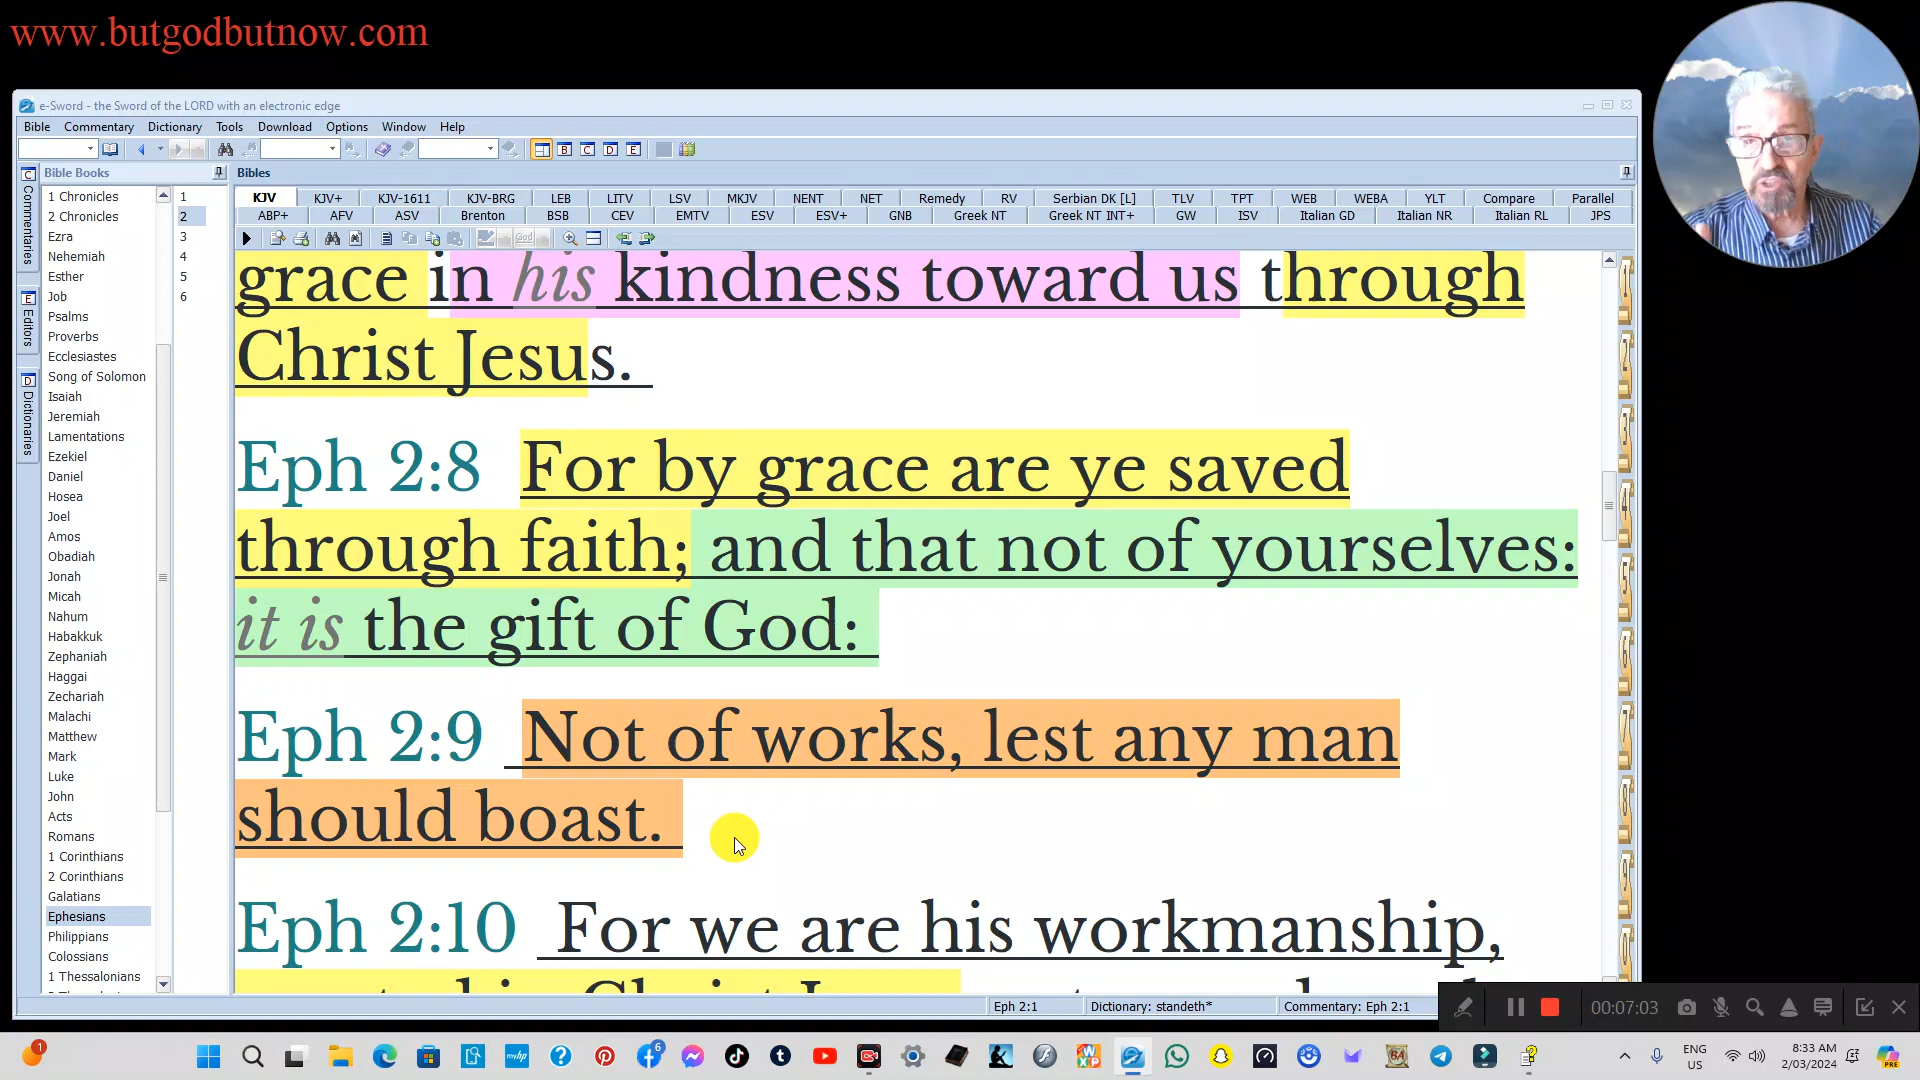 www.butgodbutnow.com
e-Sword - the Sword of the LORD with an electronic edge
Bible Commentary Dictionary Tools Download Options Window Help
B C D E
Bible Books
Bibles
C Commentaries
E Editors
D Dictionaries
1 Chronicles
2 Chronicles
Ezra
Nehemiah
Esther
Job
Psalms
Proverbs
Ecclesiastes
Song of Solomon
Isaiah
Jeremiah
Lamentations
Ezekiel
Daniel
Hosea
Joel
Amos
Obadiah
Jonah
Micah
Nahum
Habakkuk
Zephaniah
Haggai
Zechariah
Malachi
Matthew
Mark
Luke
John
Acts
Romans
1 Corinthians
2 Corinthians
Galatians
Ephesians
Philippians
Colossians
1 Thessalonians
1
2
3
4
5
6
KJV KJV+ KJV-1611 KJV-BRG LEB LITV LSV MKJV NENT NET Remedy RV Serbian DK [L] TLV TPT WEB WEBA YLT Compare Parallel
ABP+ AFV ASV Brenton BSB CEV EMTV ESV ESV+ GNB Greek NT Greek NT INT+ GW ISV Italian GD Italian NR Italian RL JPS
God
grace in his kindness toward us through
Christ Jesus.
Eph 2:8 For by grace are ye saved
through faith; and that not of yourselves:
it is the gift of God:
Eph 2:9 Not of works, lest any man
should boast.
Eph 2:10 For we are his workmanship,
Eph 2:1 Dictionary: standeth* Commentary: Eph 2:1
00:07:03
1
6
ENG
US
8:33 AM
2/03/2024